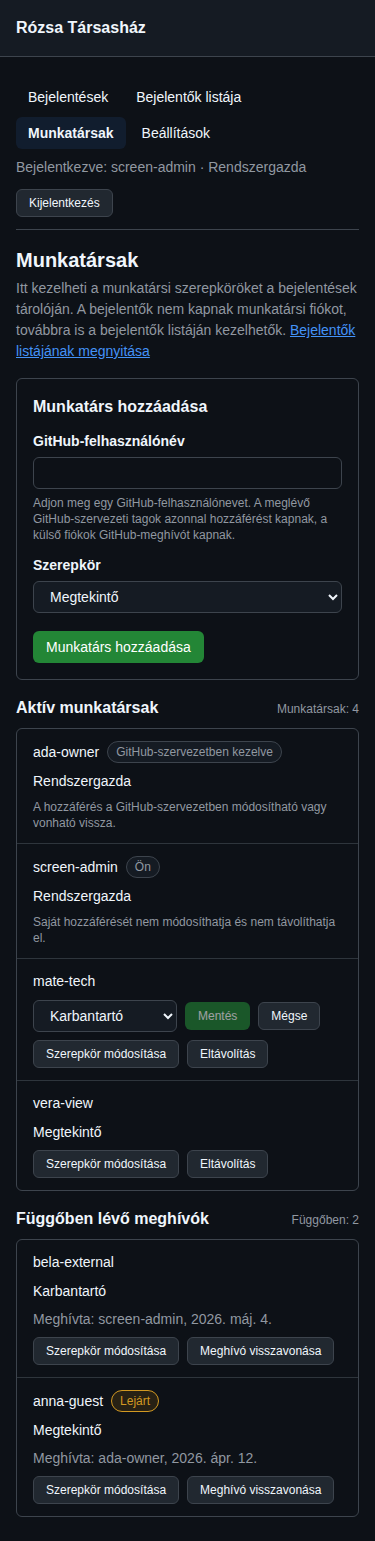 Rózsa Társasház
Bejelentések Bejelentők listája
Munkatársak Beállítások
Bejelentkezve: screen-admin · Rendszergazda
Kijelentkezés
Munkatársak
Itt kezelheti a munkatársi szerepköröket a bejelentések
tárolóján. A bejelentők nem kapnak munkatársi fiókot,
továbbra is a bejelentők listáján kezelhetők. Bejelentők
listájának megnyitása
Munkatárs hozzáadása
GitHub-felhasználónév
Adjon meg egy GitHub-felhasználónevet. A meglévő
GitHub-szervezeti tagok azonnal hozzáférést kapnak, a
külső fiókok GitHub-meghívót kapnak.
Szerepkör
Megtekintő
Munkatárs hozzáadása
Aktív munkatársak Munkatársak: 4
ada-owner GitHub-szervezetben kezelve
Rendszergazda
A hozzáférés a GitHub-szervezetben módosítható vagy
vonható vissza.
screen-admin Ön
Rendszergazda
Saját hozzáférését nem módosíthatja és nem távolíthatja
el.
mate-tech
Karbantartó Mentés Mégse
Szerepkör módosítása Eltávolítás
vera-view
Megtekintő
Szerepkör módosítása Eltávolítás
Függőben lévő meghívók Függőben: 2
bela-external
Karbantartó
Meghívta: screen-admin, 2026. máj. 4.
Szerepkör módosítása Meghívó visszavonása
anna-guest Lejárt
Megtekintő
Meghívta: ada-owner, 2026. ápr. 12.
Szerepkör módosítása Meghívó visszavonása